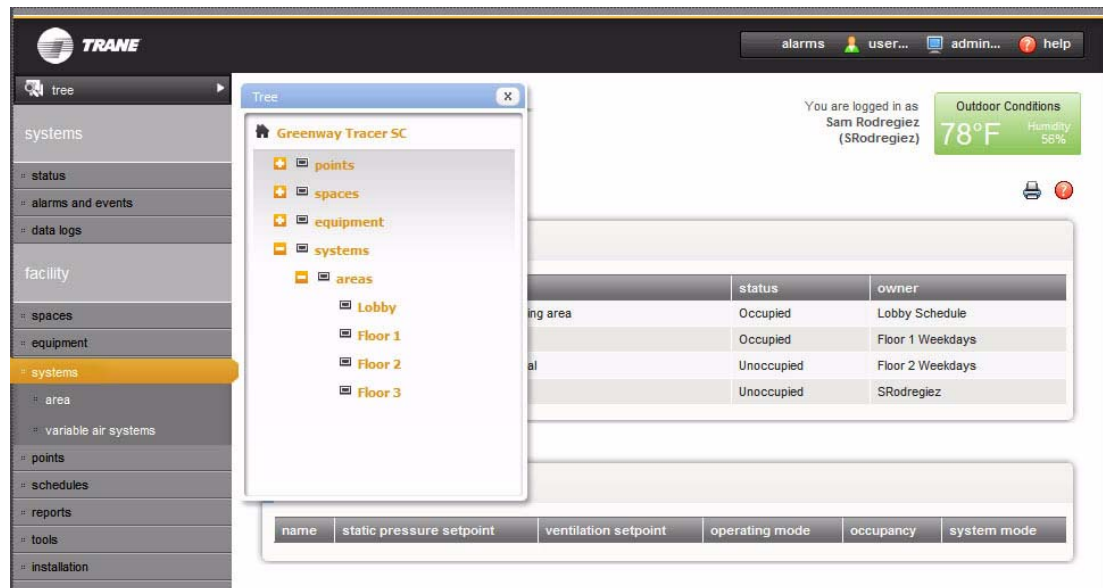 TRANE
alarms user... admin... help
tree
systems
status
alarms and events
data logs
facility
spaces
equipment
systems
area
variable air systems
points
schedules
reports
tools
installation
Tree x
Greenway Tracer SC
points
spaces
equipment
systems
areas
Lobby
Floor 1
Floor 2
Floor 3
You are logged in as
Sam Rodregiez
(SRodregiez)
Outdoor Conditions
78°F Humidity
56%
status owner
ing area Occupied Lobby Schedule
Occupied Floor 1 Weekdays
al Unoccupied Floor 2 Weekdays
Unoccupied SRodregiez
name static pressure setpoint ventilation setpoint operating mode occupancy system mode